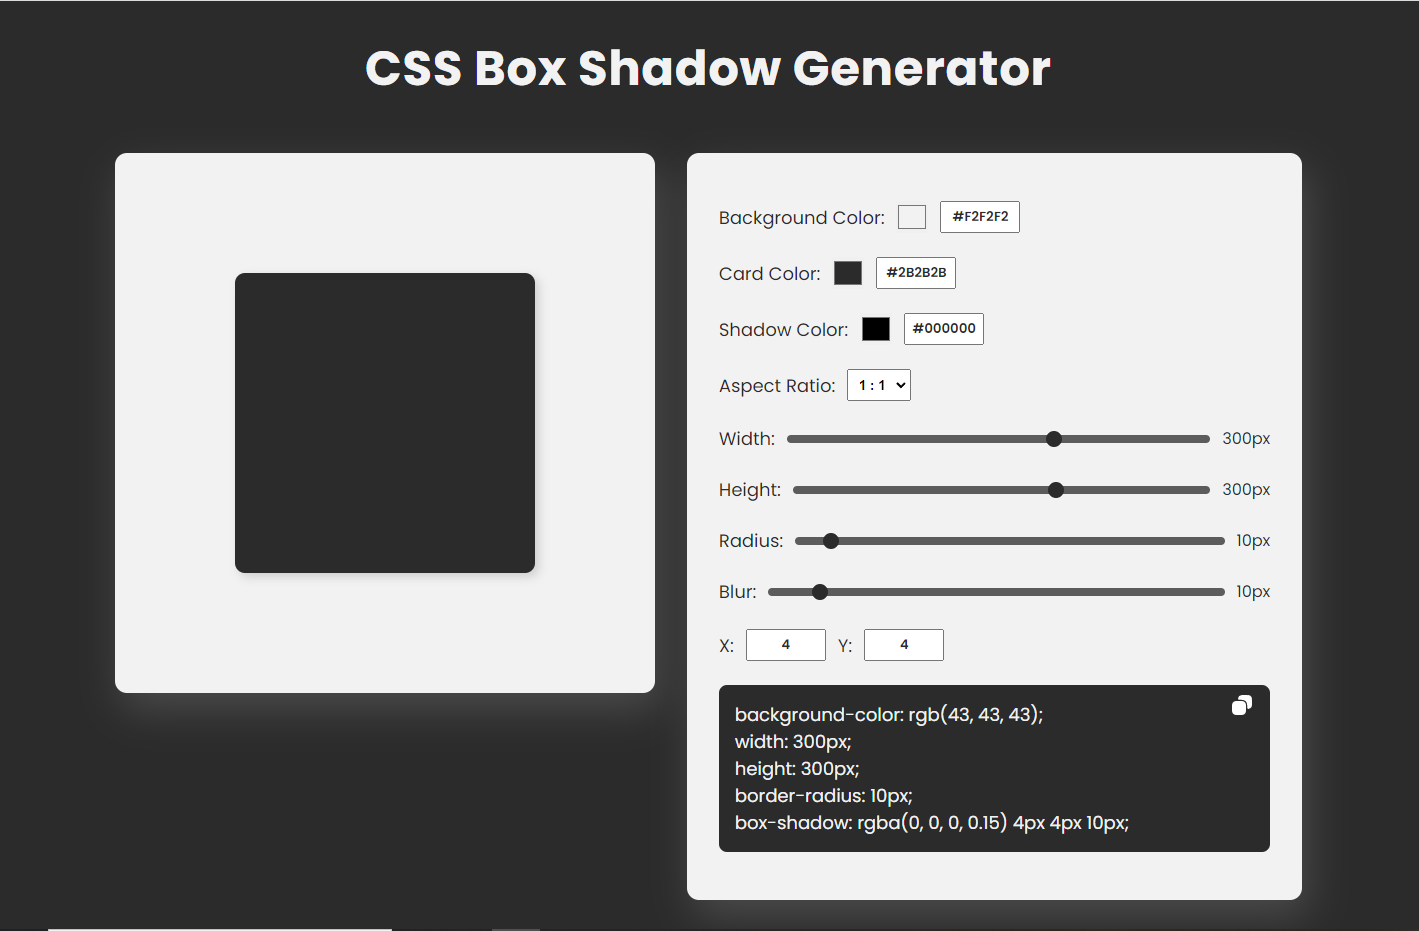 CSS Box Shadow Generator
Background Color: #F2F2F2
Card Color: #2B2B2B
Shadow Color: #000000
Aspect Ratio: 1 : 1
Width: 300px
Height: 300px
Radius: 10px
Blur: 10px
X: 4 Y: 4
background-color: rgb(43, 43, 43);
width: 300px;
height: 300px;
border-radius: 10px;
box-shadow: rgba(0, 0, 0, 0.15) 4px 4px 10px;